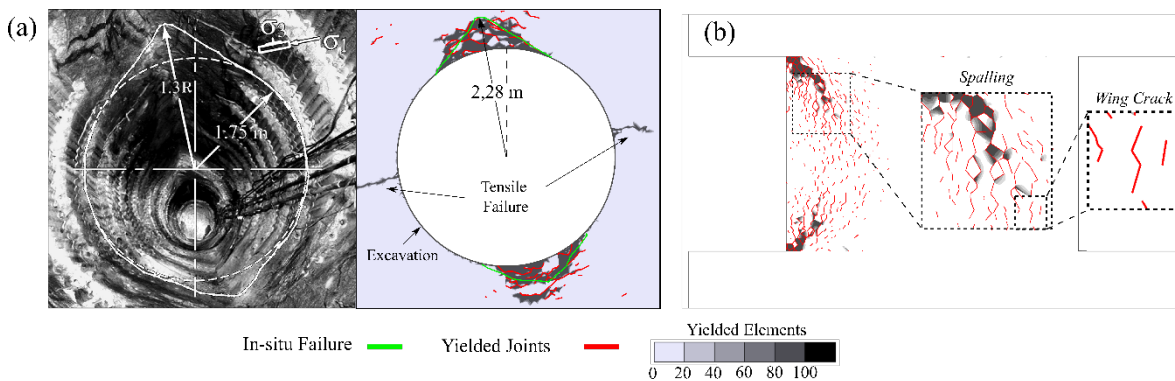 (a)
σ3
σ1
1.3R
1.75 m
2,28 m
Tensile
Failure
Excavation
(b)
Spalling
Wing Crack
In-situ Failure
Yielded Joints
Yielded Elements
0 20 40 60 80 100